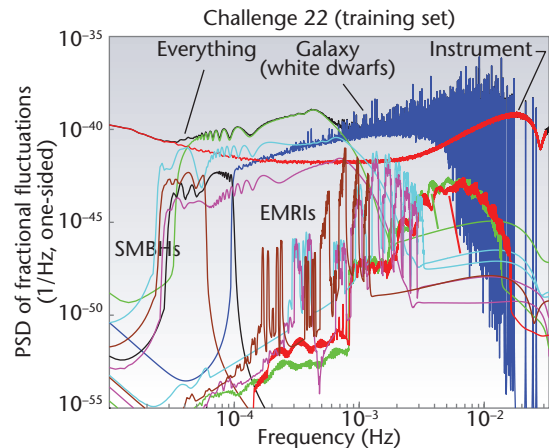 Challenge 22 (training set)
Everything
Galaxy
(white dwarfs)
Instrument
EMRIs
SMBHs
PSD of fractional fluctuations
(1/Hz, one-sided)
10⁻³⁵
10⁻⁴⁰
10⁻⁴⁵
10⁻⁵⁰
10⁻⁵⁵
10⁻⁴
10⁻³
10⁻²
Frequency (Hz)